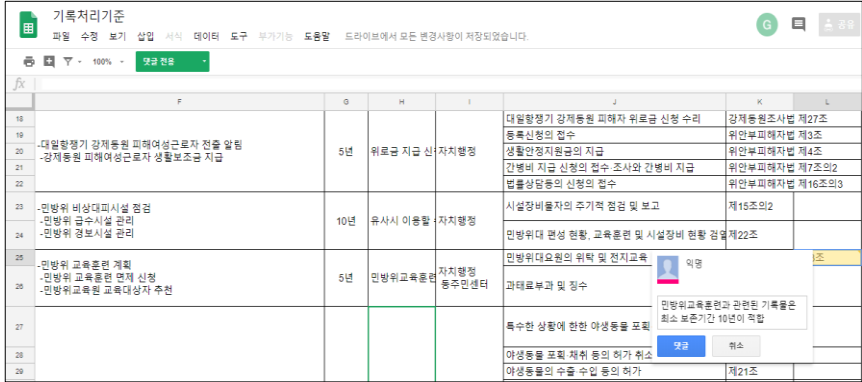 기록처리기준
파일 수정 보기 삽입 서식 데이터 도구 부가기능 도움말 드라이브에서 모든 변경사항이 저장되었습니다.
G 공유
100% 댓글 전용
fx
F G H I J K L
18 대일항쟁기 강제동원 피해자 위로금 신청 수리 강제동원조사법 제27조
19 등록신청의 접수 위안부피해자법 제3조
-대일항쟁기 강제동원 피해여성근로자 전출 알림
20 5년 위로금 지급 신 자치행정 생활안정지원금의 지급 위안부피해자법 제4조
-강제동원 피해여성근로자 생활보조금 지급
21 간병비 지급 신청의 접수·조사와 간병비 지급 위안부피해자법 제7조의2
22 법률상담등의 신청의 접수 위안부피해자법 제16조의3
23 -민방위 비상대피시설 점검 시설장비물자의 주기적 점검 및 보고 제15조의2
-민방위 급수시설 관리 10년 유사시 이용할 자치행정
24 -민방위 경보시설 관리 민방위대 편성 현황, 교육훈련 및 시설장비 현황 검열 제22조
25 민방위대요원의 위탁 및 전지교육 조
-민방위 교육훈련 계획
-민방위 교육훈련 면제 신청 5년 민방위교육훈련 자치행정
26 동주민센터 과태료부과 및 징수
-민방위교육원 교육대상자 추천
익명
민방위교육훈련과 관련된 기록물은
최소 보존기간 10년이 적합
댓글 취소
27 특수한 상황에 한한 야생동물 포획
28 야생동물 포획·채취 등의 허가 취소
29 야생동물의 수출·수입 등의 허가 제21조